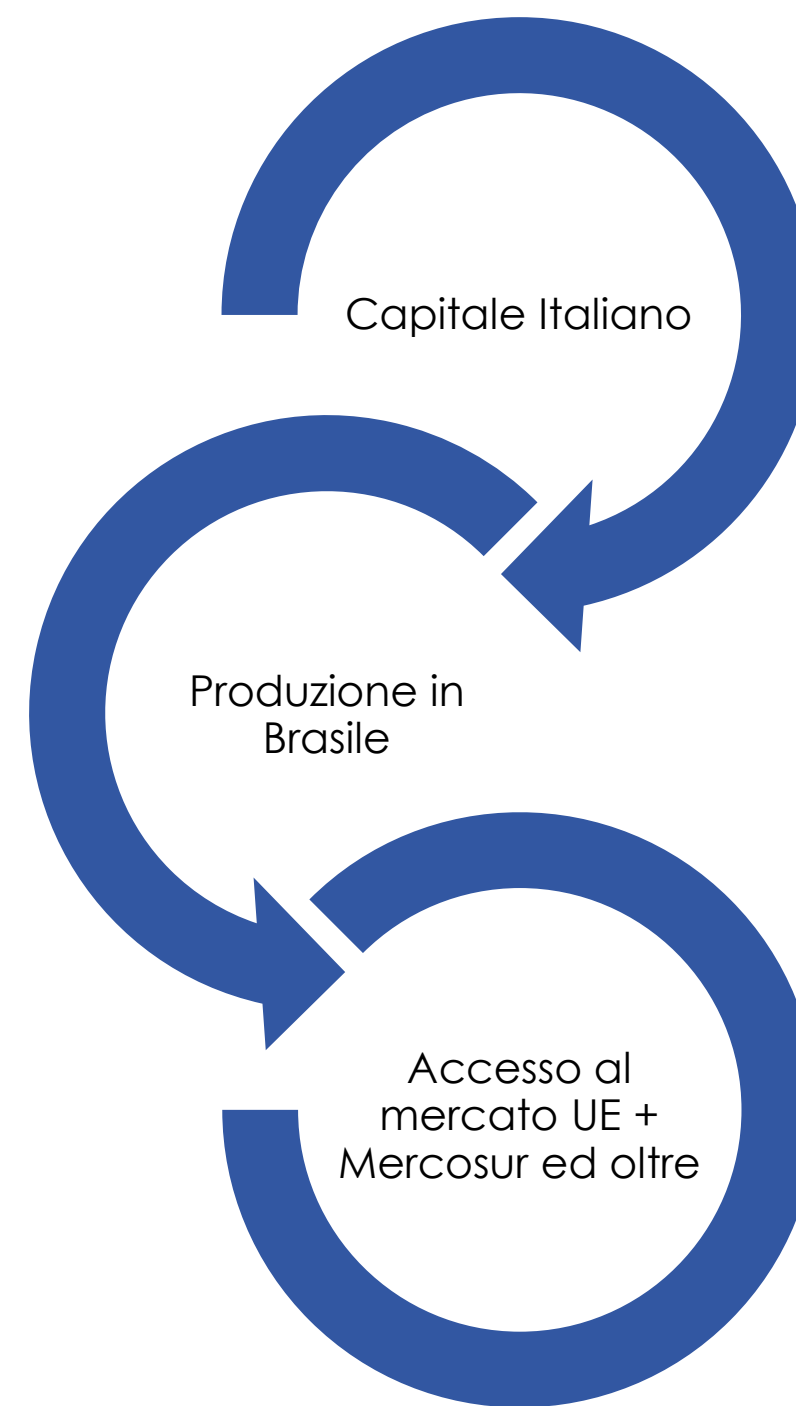 Capitale Italiano
Produzione in
Brasile
Accesso al
mercato UE +
Mercosur ed oltre